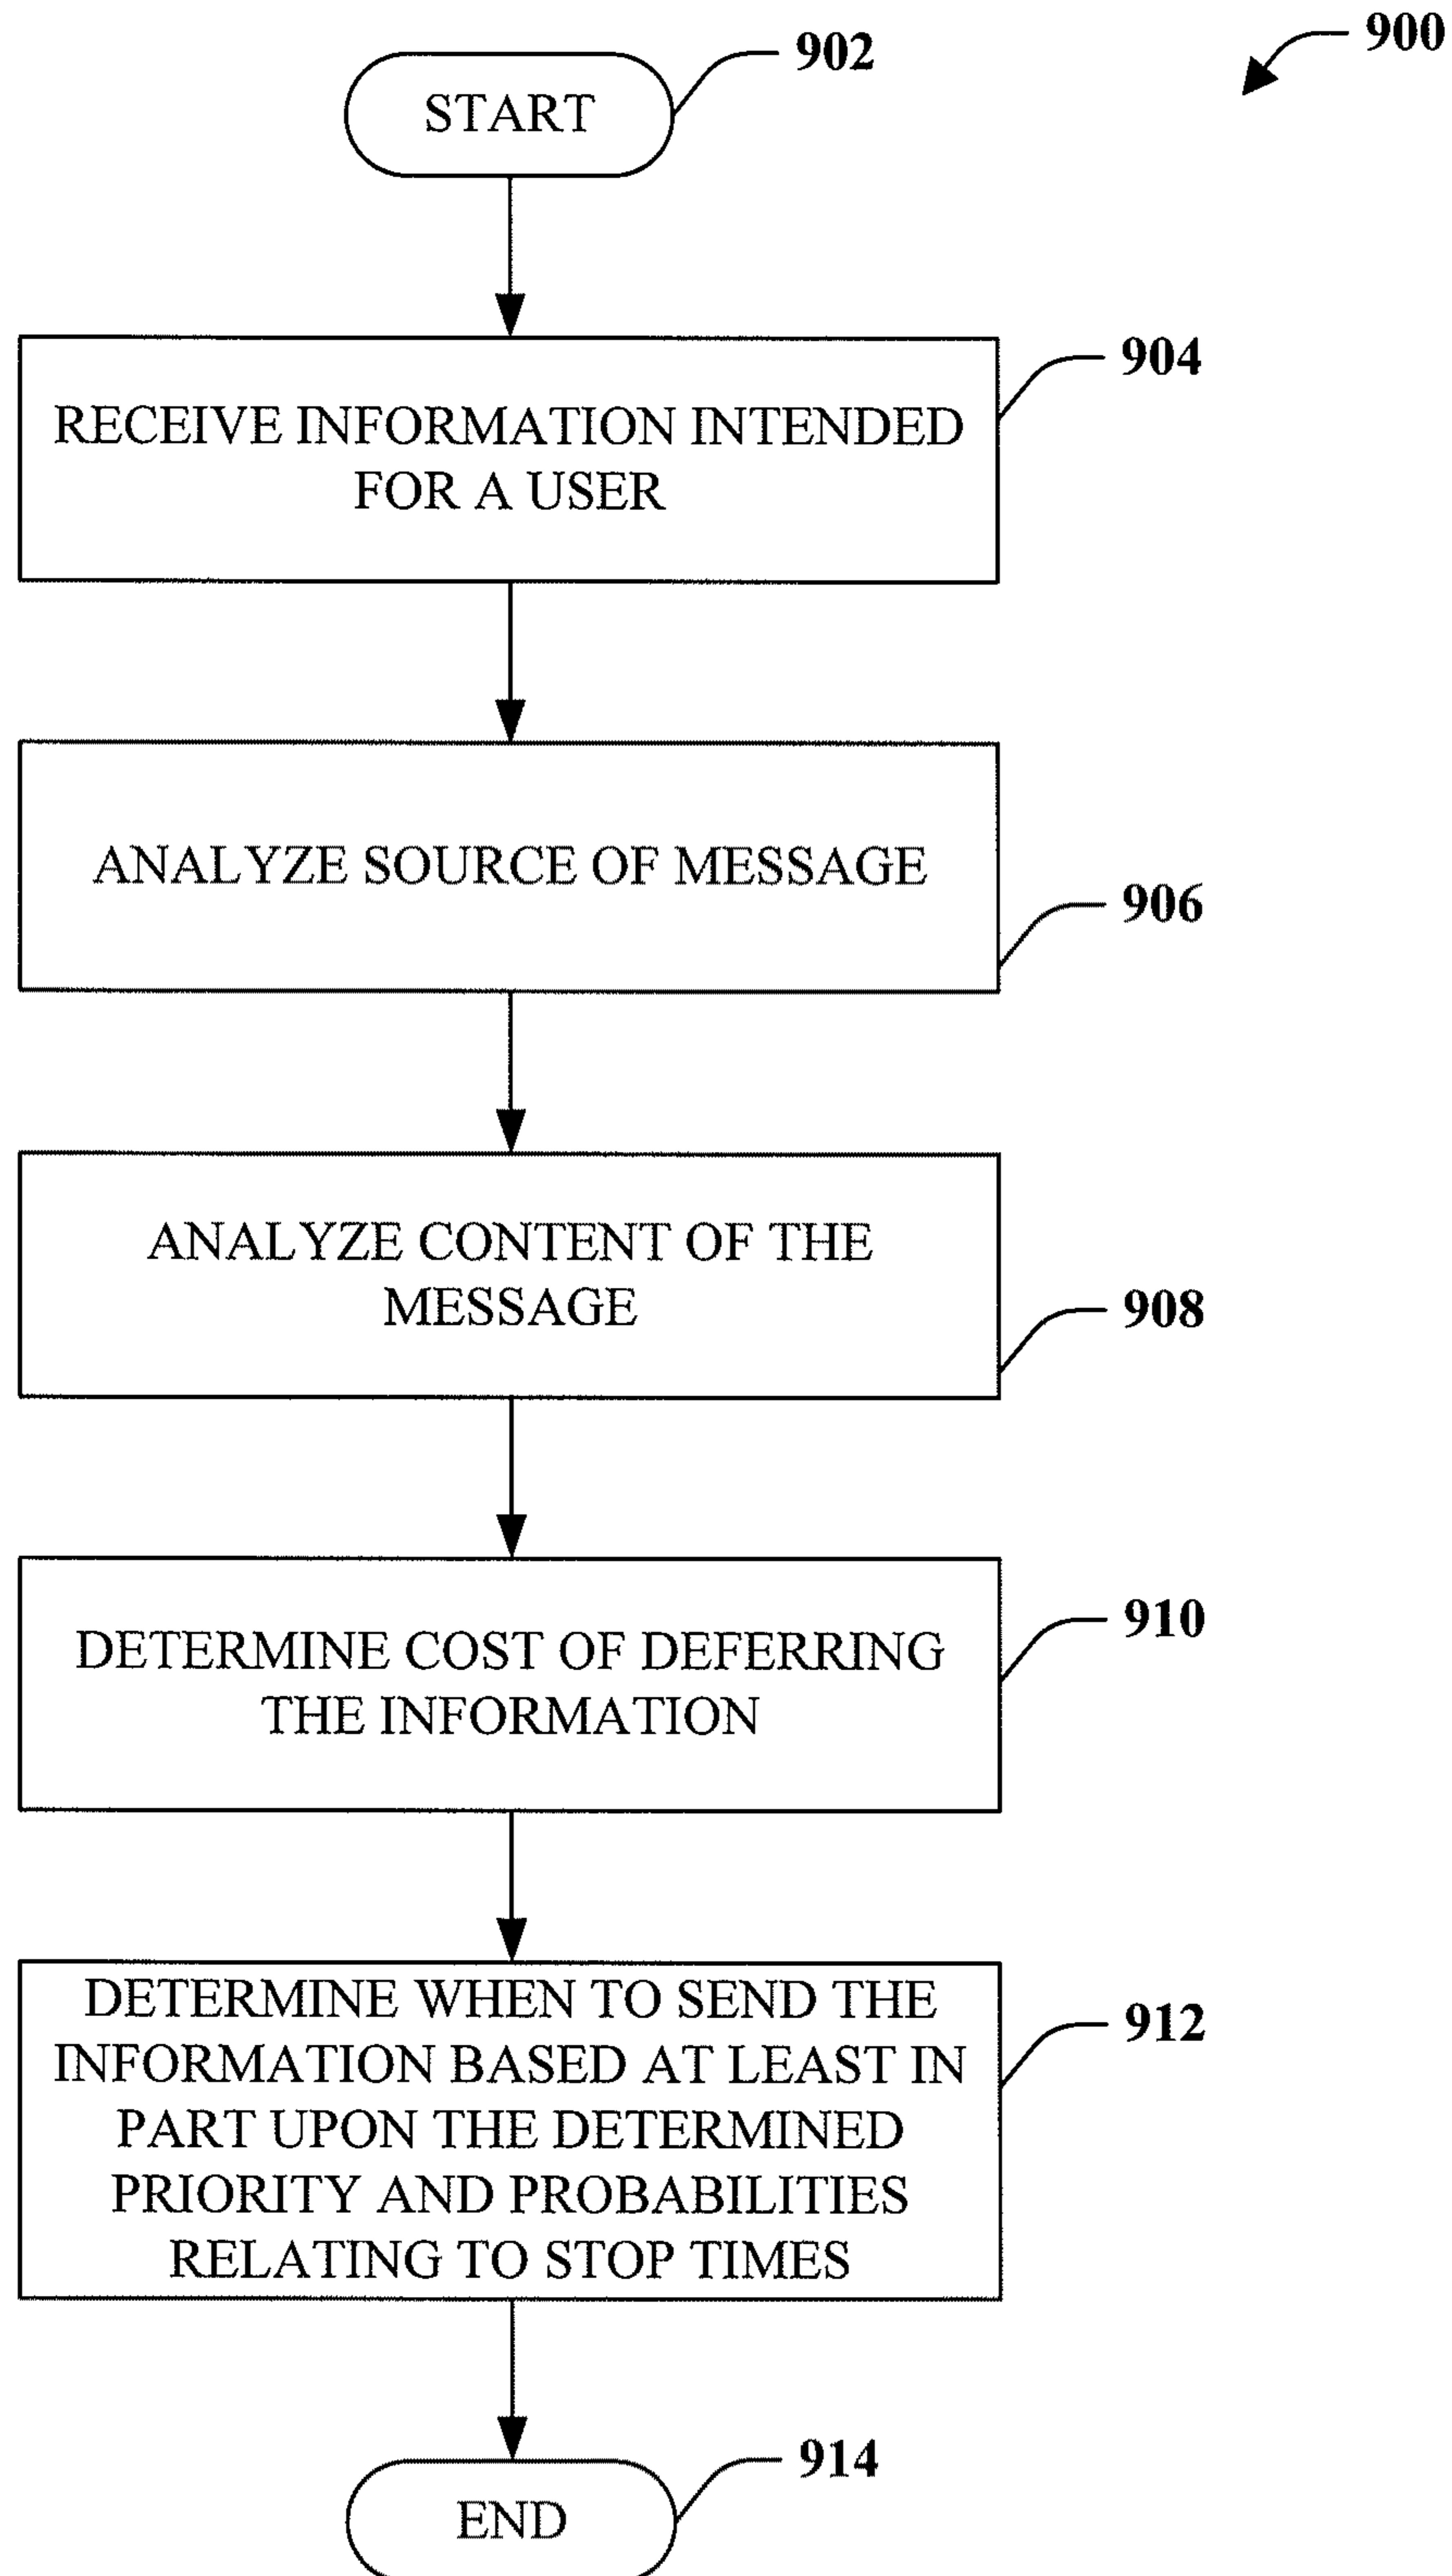 900
902
START
904
RECEIVE INFORMATION INTENDED
FOR A USER
ANALYZE SOURCE OF MESSAGE
906
ANALYZE CONTENT OF THE
MESSAGE
908
910
DETERMINE COST OF DEFERRING
THE INFORMATION
912
DETERMINE WHEN TO SEND THE
INFORMATION BASED AT LEAST IN
PART UPON THE DETERMINED
PRIORITY AND PROBABILITIES
RELATING TO STOP TIMES
914
END